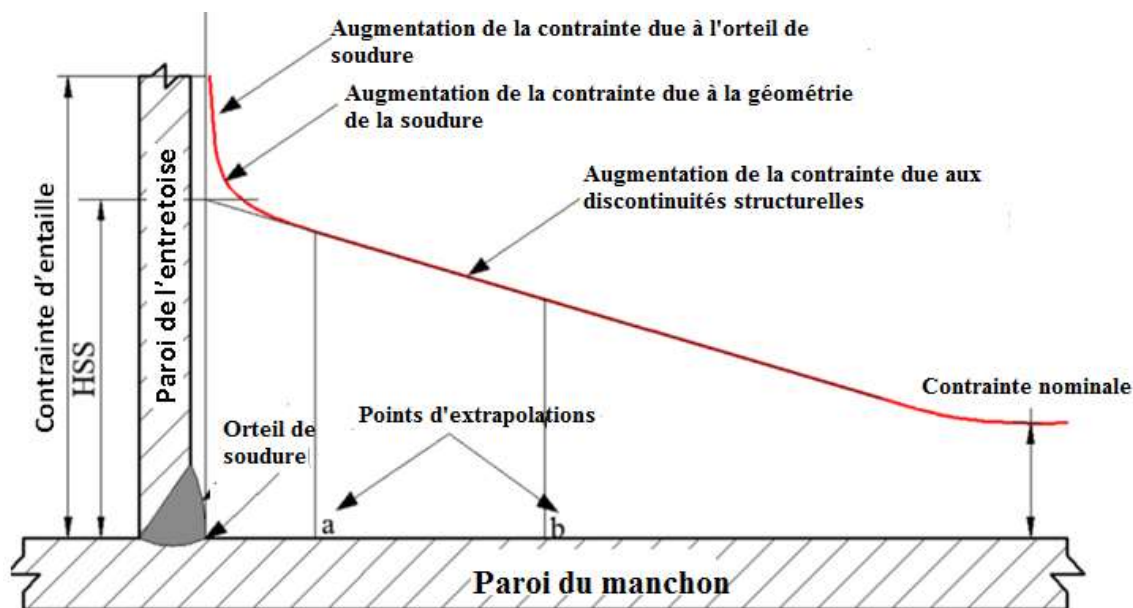 Augmentation de la contrainte due à l'orteil de
soudure
Augmentation de la contrainte due à la géométrie
de la soudure
Augmentation de la contrainte due aux
discontinuités structurelles
Contrainte d'entaille
HSS
Paroi de l'entretoise
Contrainte nominale
Points d'extrapolations
Orteil de
soudure
a
b
Paroi du manchon